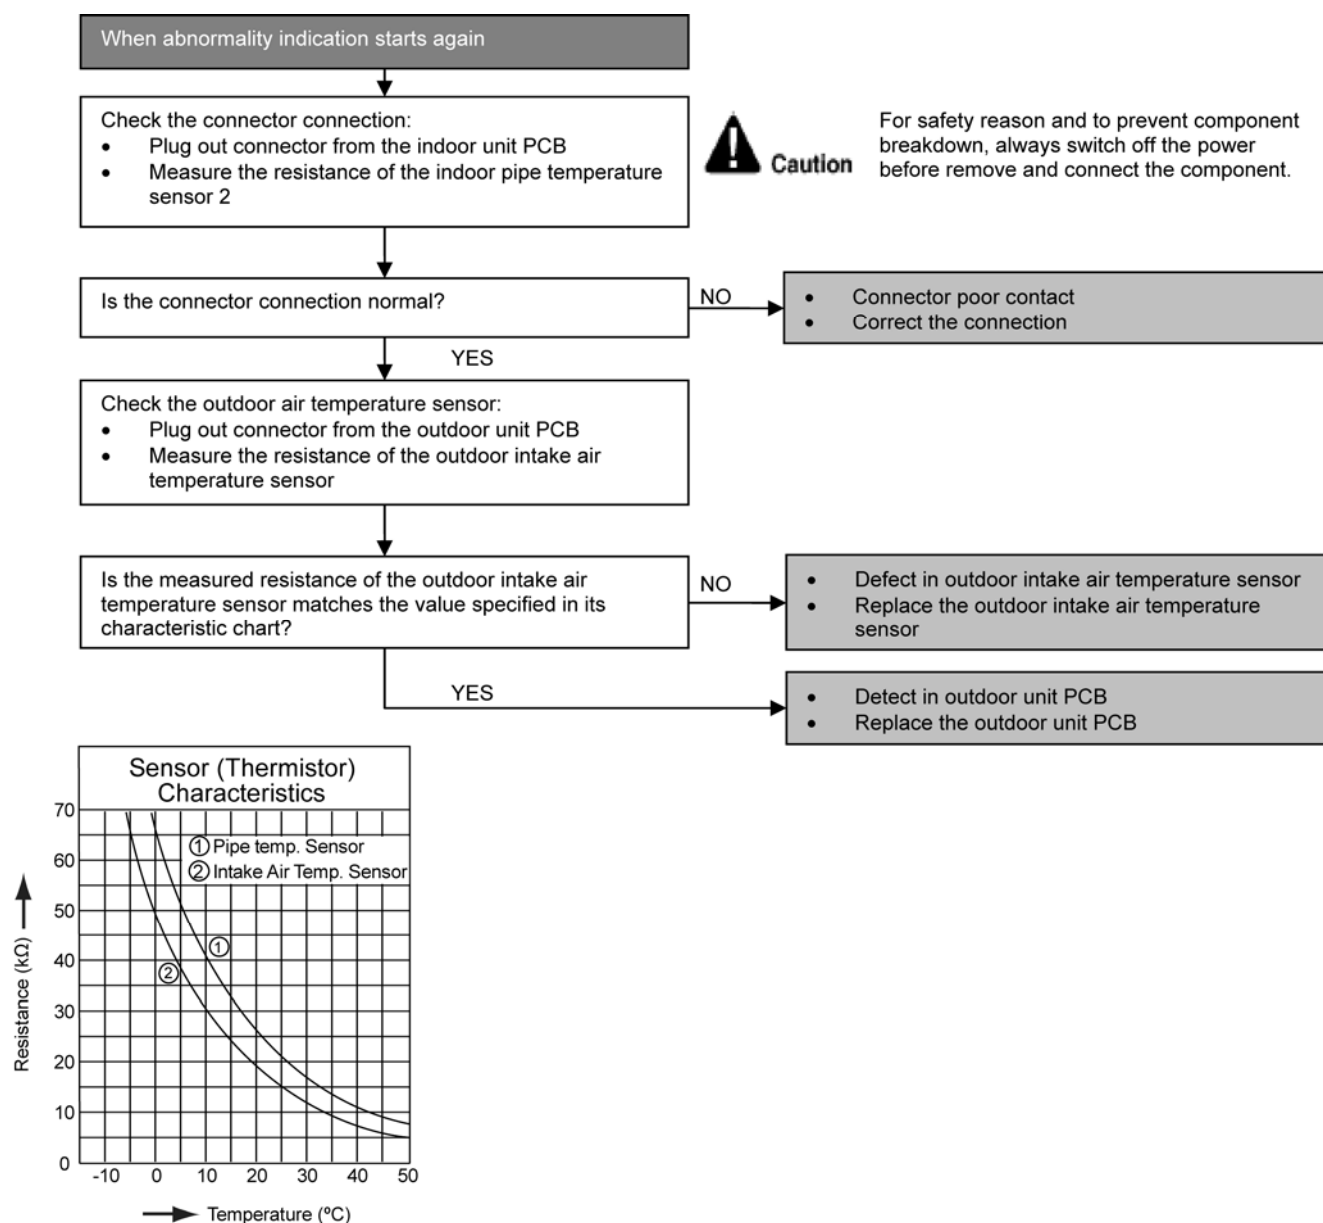 When abnormality indication starts again
Check the connector connection:
• Plug out connector from the indoor unit PCB
• Measure the resistance of the indoor pipe temperature
sensor 2
Caution
For safety reason and to prevent component
breakdown, always switch off the power
before remove and connect the component.
Is the connector connection normal?
NO
• Connector poor contact
• Correct the connection
YES
Check the outdoor air temperature sensor:
• Plug out connector from the outdoor unit PCB
• Measure the resistance of the outdoor intake air
temperature sensor
Is the measured resistance of the outdoor intake air
temperature sensor matches the value specified in its
characteristic chart?
NO
• Defect in outdoor intake air temperature sensor
• Replace the outdoor intake air temperature
sensor
YES
• Detect in outdoor unit PCB
• Replace the outdoor unit PCB
Sensor (Thermistor)
Characteristics
① Pipe temp. Sensor
② Intake Air Temp. Sensor
①
②
70
60
50
40
30
20
10
0
Resistance (kΩ)
-10 0 10 20 30 40 50
Temperature (ºC)